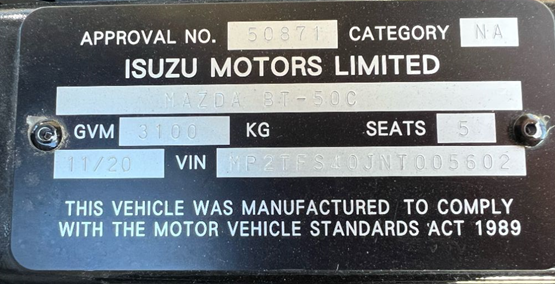 APPROVAL NO. 50871 CATEGORY NA
ISUZU MOTORS LIMITED
MAZDA BT-50C
GVM 3100 KG SEATS 5
11/20 VIN MP2TFS40JNT005602
THIS VEHICLE WAS MANUFACTURED TO COMPLY
WITH THE MOTOR VEHICLE STANDARDS ACT 1989